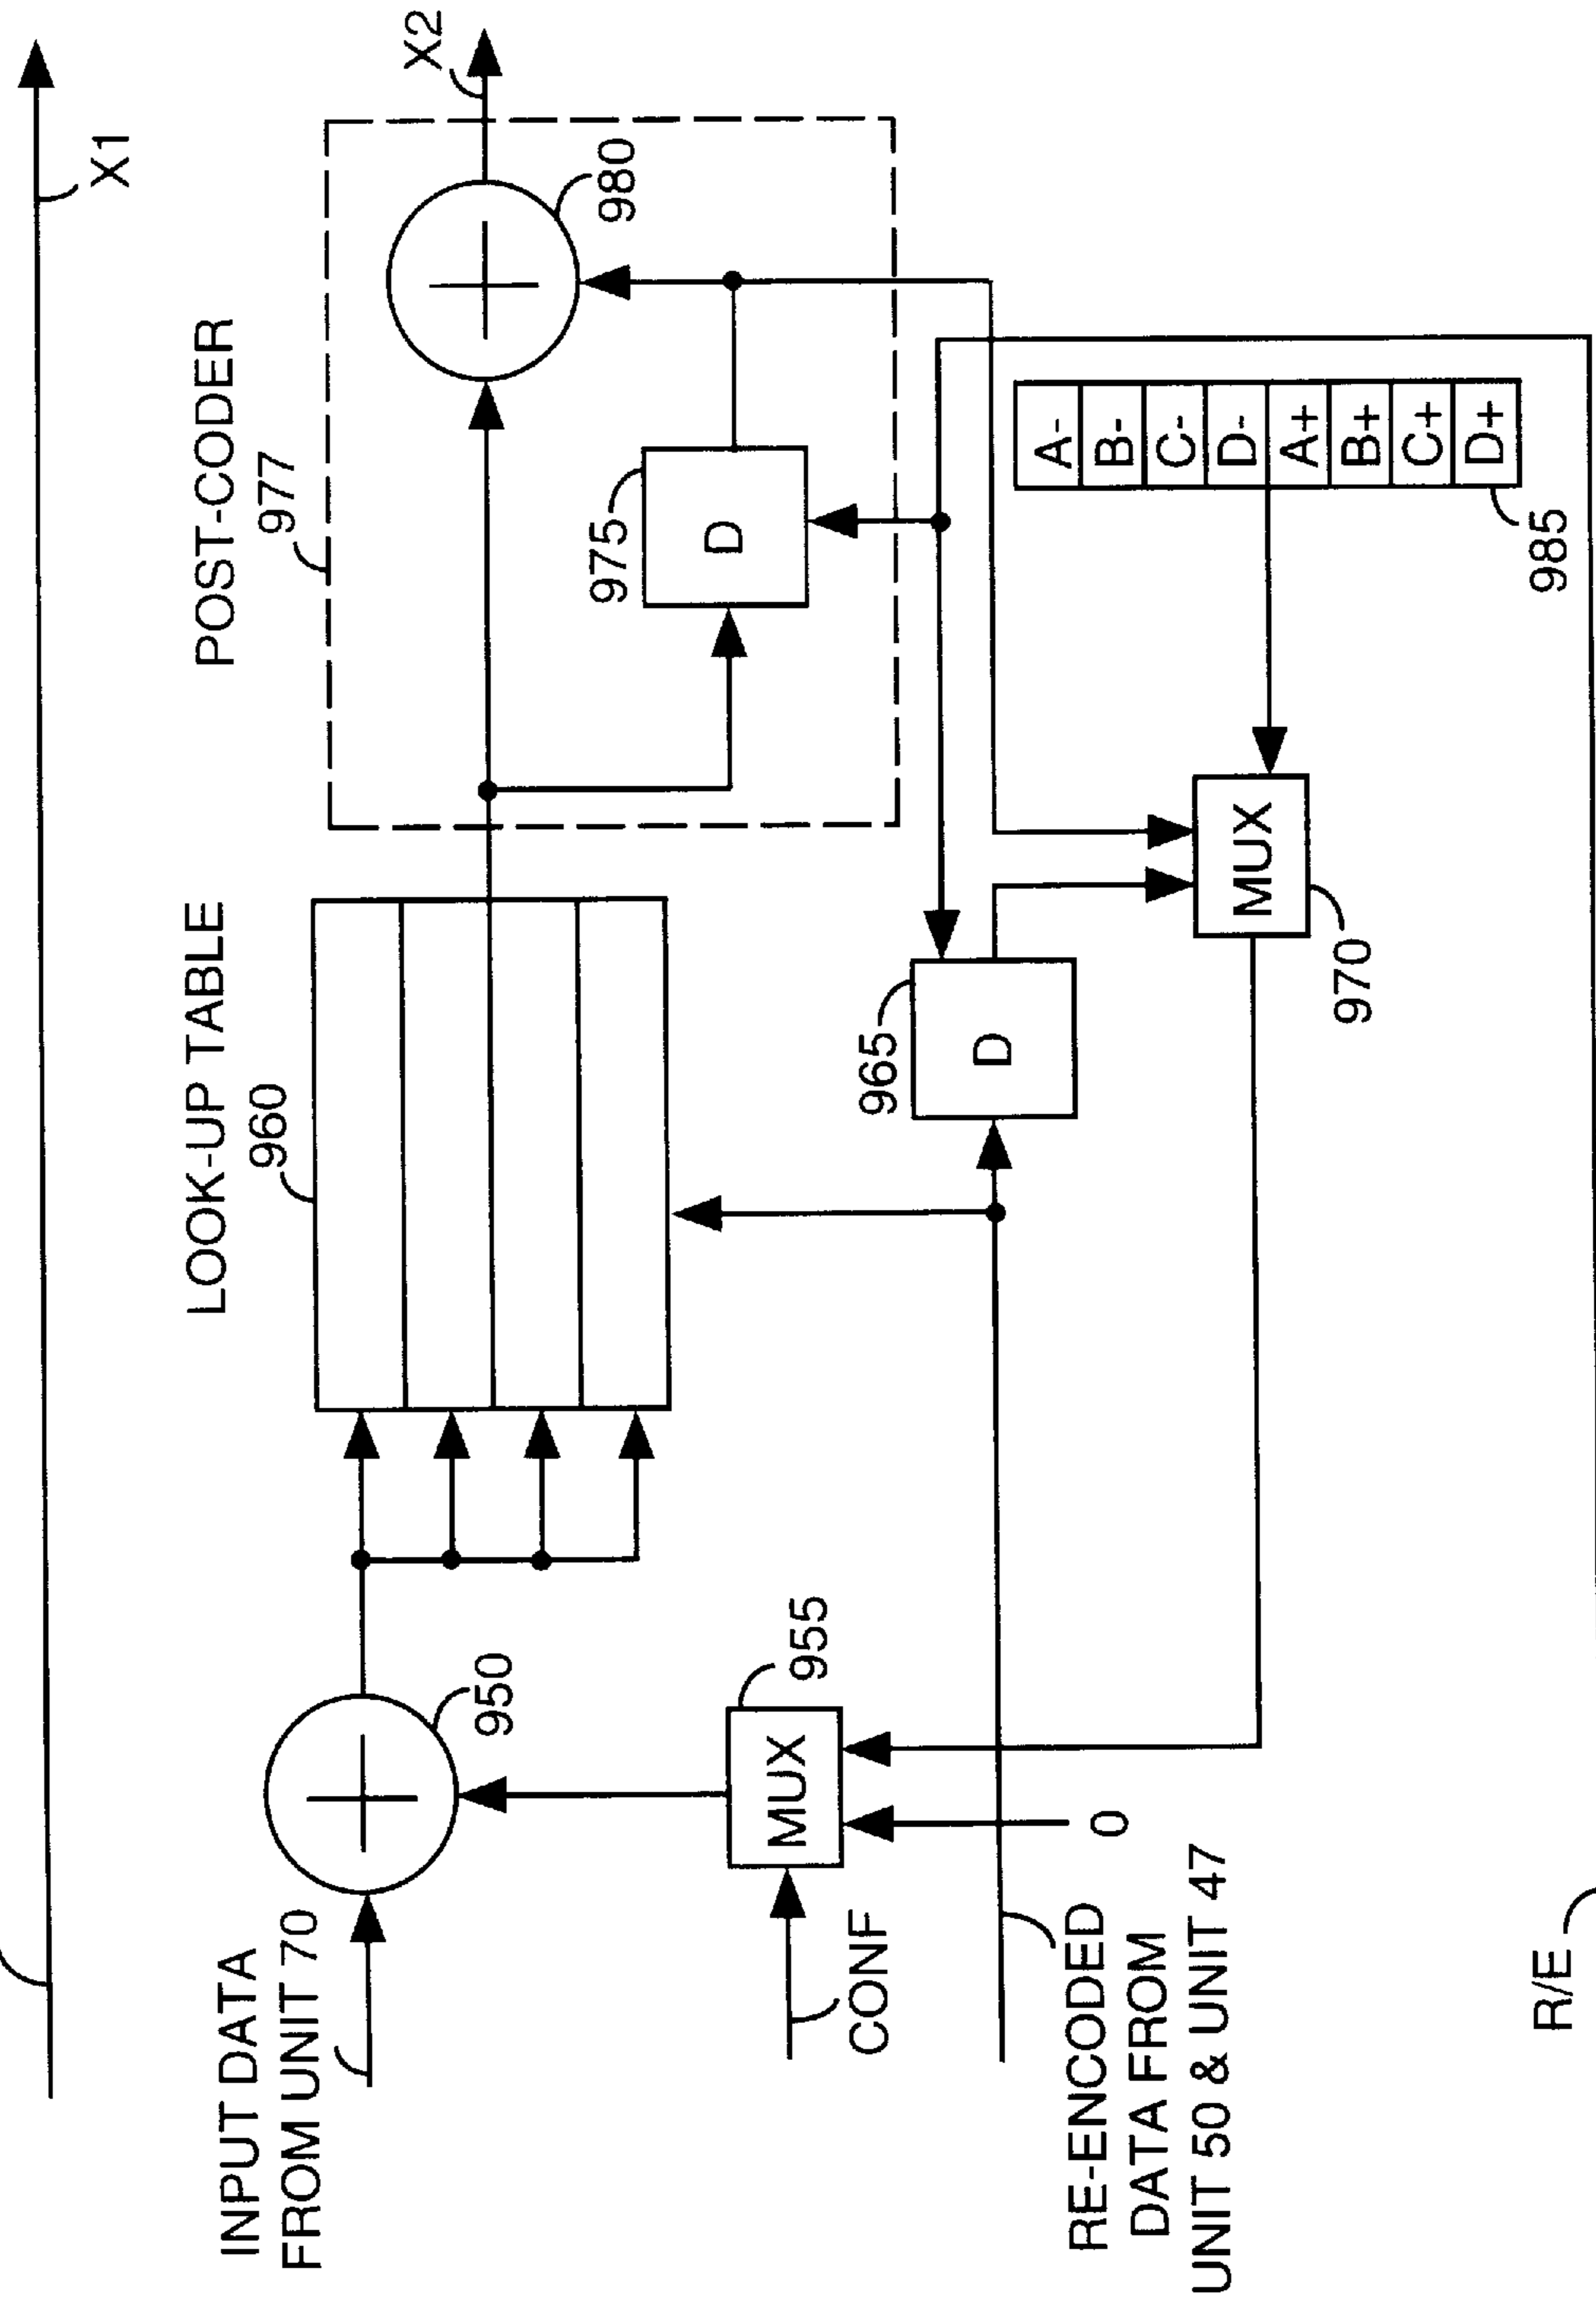 X1
X2
POST-CODER
977
980
975
D
LOOK-UP TABLE
960
INPUT DATA
FROM UNIT 70
950
955
MUX
CONF
0
965
D
MUX
970
A-
B-
C-
D-
A+
B+
C+
D+
985
RE-ENCODED
DATA FROM
UNIT 50 & UNIT 47
R/E